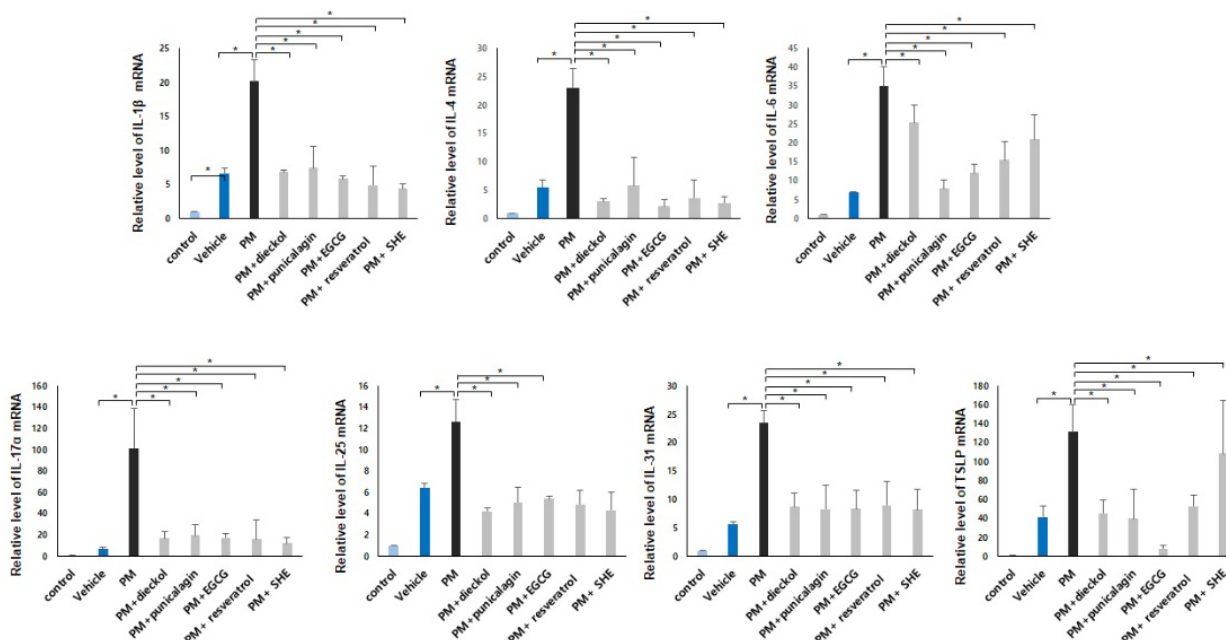 Relative level of IL-1β mRNA
25
20
15
10
5
0
*
*
*
*
*
*
*
control
Vehicle
PM
PM+dieckol
PM+punicalagin
PM+EGCG
PM+ resveratrol
PM+ SHE
Relative level of IL-4 mRNA
30
25
20
15
10
5
0
*
*
*
*
*
*
control
Vehicle
PM
PM+dieckol
PM+punicalagin
PM+EGCG
PM+ resveratrol
PM+ SHE
Relative level of IL-6 mRNA
45
40
35
30
25
20
15
10
5
0
*
*
*
*
*
*
control
Vehicle
PM
PM+dieckol
PM+punicalagin
PM+EGCG
PM+ resveratrol
PM+ SHE
Relative level of IL-17α mRNA
160
140
120
100
80
60
40
20
0
*
*
*
*
*
*
control
Vehicle
PM
PM+dieckol
PM+punicalagin
PM+EGCG
PM+ resveratrol
PM+ SHE
Relative level of IL-25 mRNA
16
14
12
10
8
6
4
2
0
*
*
*
*
control
Vehicle
PM
PM+dieckol
PM+punicalagin
PM+EGCG
PM+ resveratrol
PM+ SHE
Relative level of IL-31 mRNA
30
25
20
15
10
5
0
*
*
*
*
*
*
control
Vehicle
PM
PM+dieckol
PM+punicalagin
PM+EGCG
PM+ resveratrol
PM+ SHE
Relative level of TSLP mRNA
180
160
140
120
100
80
60
40
20
0
*
*
*
*
*
*
control
Vehicle
PM
PM+dieckol
PM+punicalagin
PM+EGCG
PM+ resveratrol
PM+ SHE